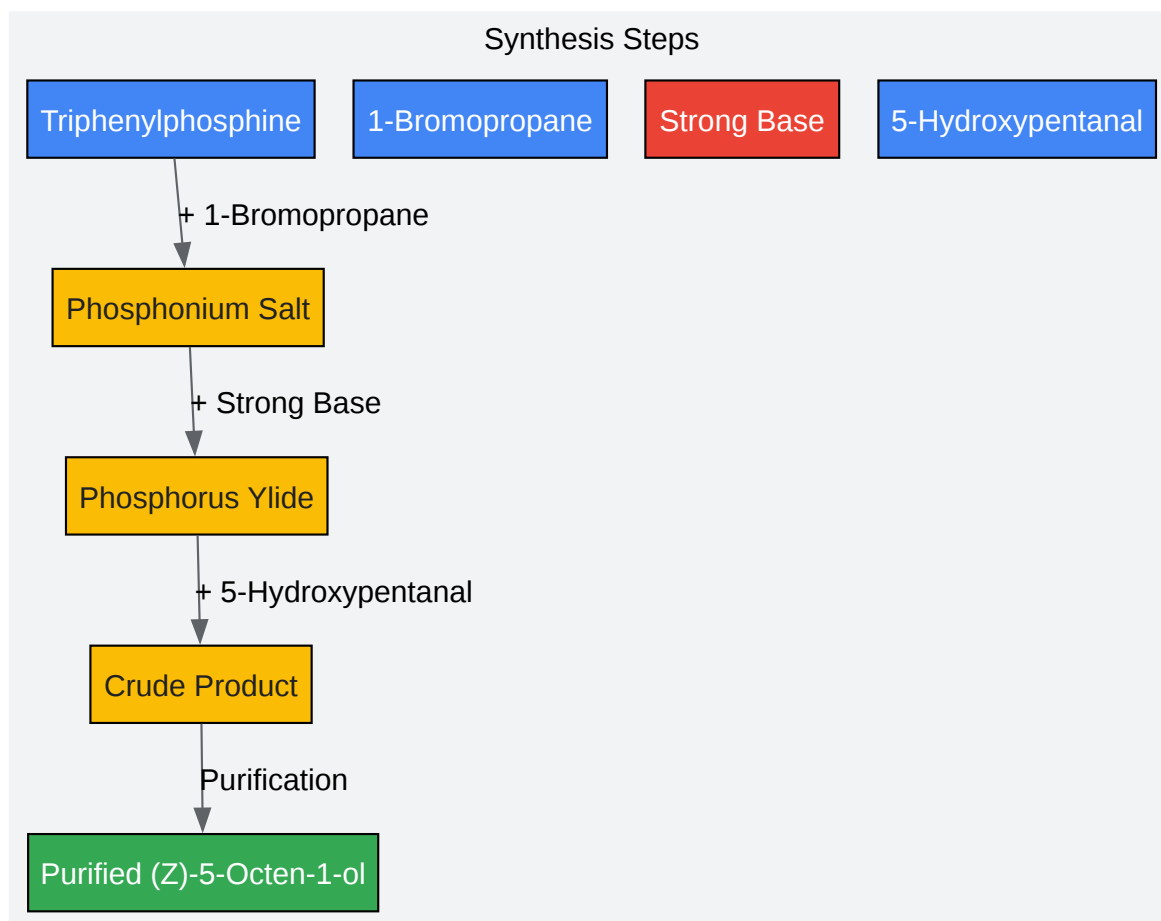 Synthesis Steps
Triphenylphosphine
1-Bromopropane
Strong Base
5-Hydroxypentanal
+ 1-Bromopropane
Phosphonium Salt
+ Strong Base
Phosphorus Ylide
+ 5-Hydroxypentanal
Crude Product
Purification
Purified (Z)-5-Octen-1-ol